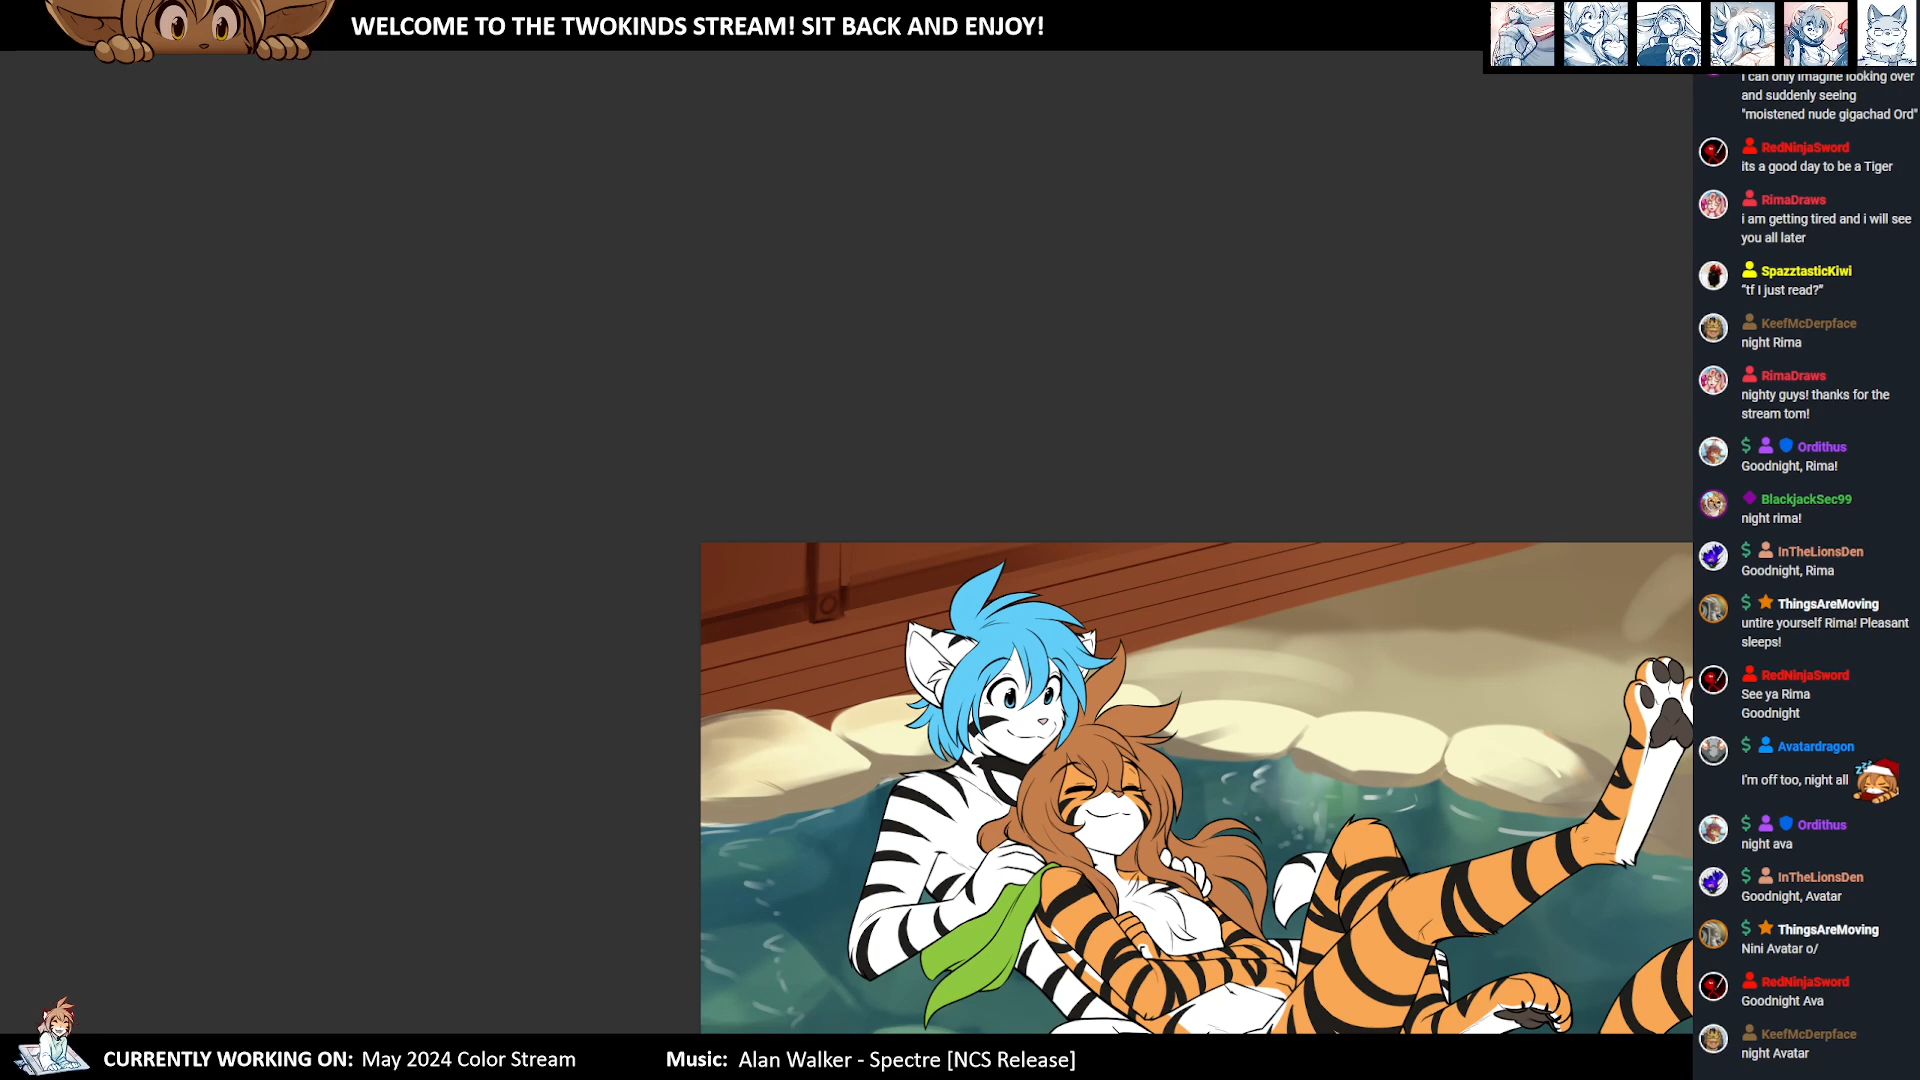 WELCOME TO THE TWOKINDS STREAM! SIT BACK AND ENJOY!
I can only imagine looking over
and suddenly seeing
"moistened nude gigachad Ord"
RedNinjaSword
its a good day to be a Tiger
RimaDraws
i am getting tired and i will see
you all later
SpazztasticKiwi
“tf I just read?”
KeefMcDerpface
night Rima
RimaDraws
nighty guys! thanks for the
stream tom!
$ Ordithus
Goodnight, Rima!
BlackjackSec99
night rima!
$ InTheLionsDen
Goodnight, Rima
$ ThingsAreMoving
untire yourself Rima! Pleasant
sleeps!
RedNinjaSword
See ya Rima
Goodnight
$ Avatardragon
I'm off too, night all
$ Ordithus
night ava
$ InTheLionsDen
Goodnight, Avatar
$ ThingsAreMoving
Nini Avatar o/
RedNinjaSword
Goodnight Ava
KeefMcDerpface
night Avatar
CURRENTLY WORKING ON: May 2024 Color Stream
Music: Alan Walker - Spectre [NCS Release]